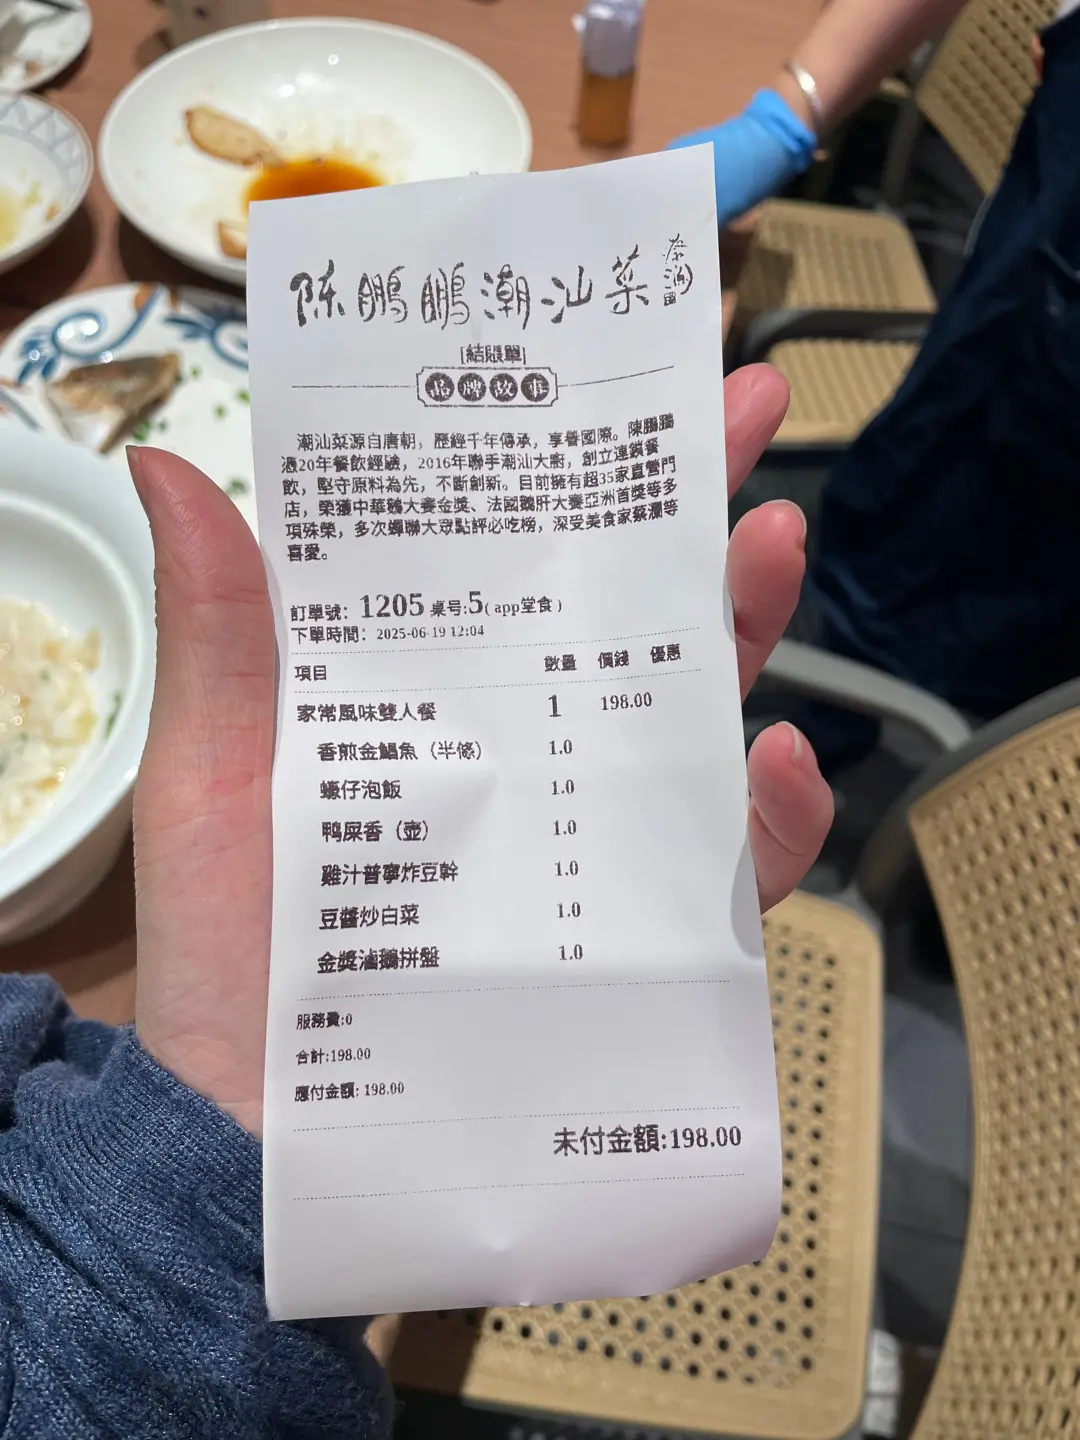 陈鵬鵬潮汕菜
蔡瀾
[結賬單]
品牌故事
潮汕菜源自唐朝，歷經千年傳承，享譽國際。陳鵬鵬
憑20年餐飲經驗，2016年聯手潮汕大廚，創立連鎖餐
飲，堅守原料為先，不斷創新。目前擁有超35家直營門
店，榮獲中華鵝大賽金獎、法國鵝肝大賽亞洲首獎等多
項殊榮，多次蟬聯大眾點評必吃榜，深受美食家蔡瀾等
喜愛。
訂單號：1205 桌号:5( app堂食 )
下單時間：2025-06-19 12:04
項目 數量 價錢 優惠
家常風味雙人餐 1 198.00
香煎金鯧魚（半條） 1.0
蠔仔泡飯 1.0
鴨屎香（壺） 1.0
雞汁普寧炸豆幹 1.0
豆醬炒白菜 1.0
金獎滷鵝拼盤 1.0
服務費:0
合計:198.00
應付金額: 198.00
未付金額:198.00